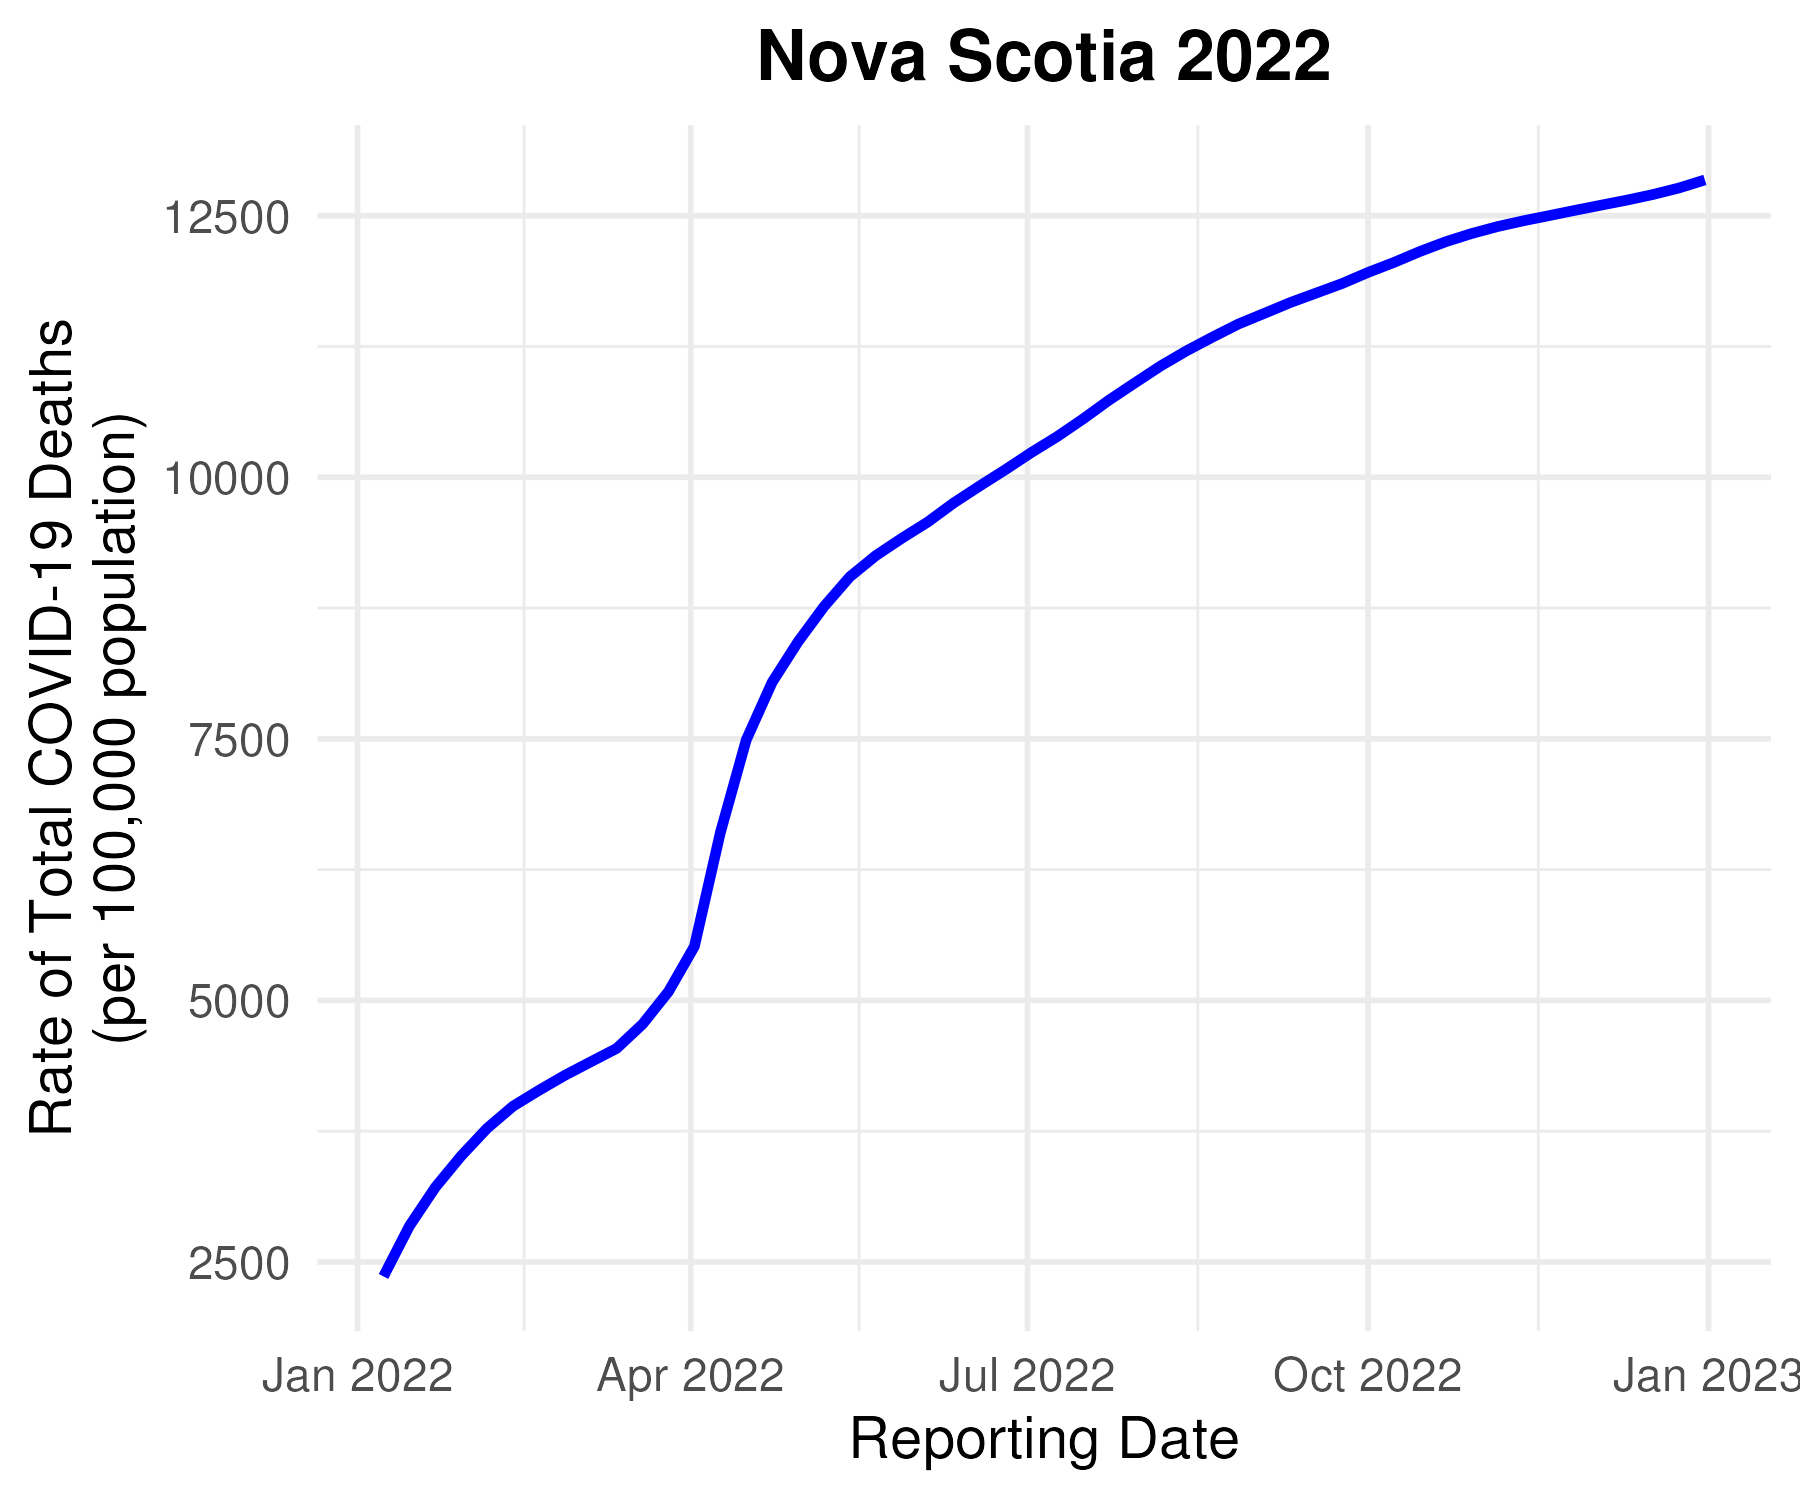 Nova Scotia 2022
Rate of Total COVID-19 Deaths
(per 100,000 population)
12500
10000
7500
5000
2500
Jan 2022 Apr 2022 Jul 2022 Oct 2022 Jan 2023
Reporting Date